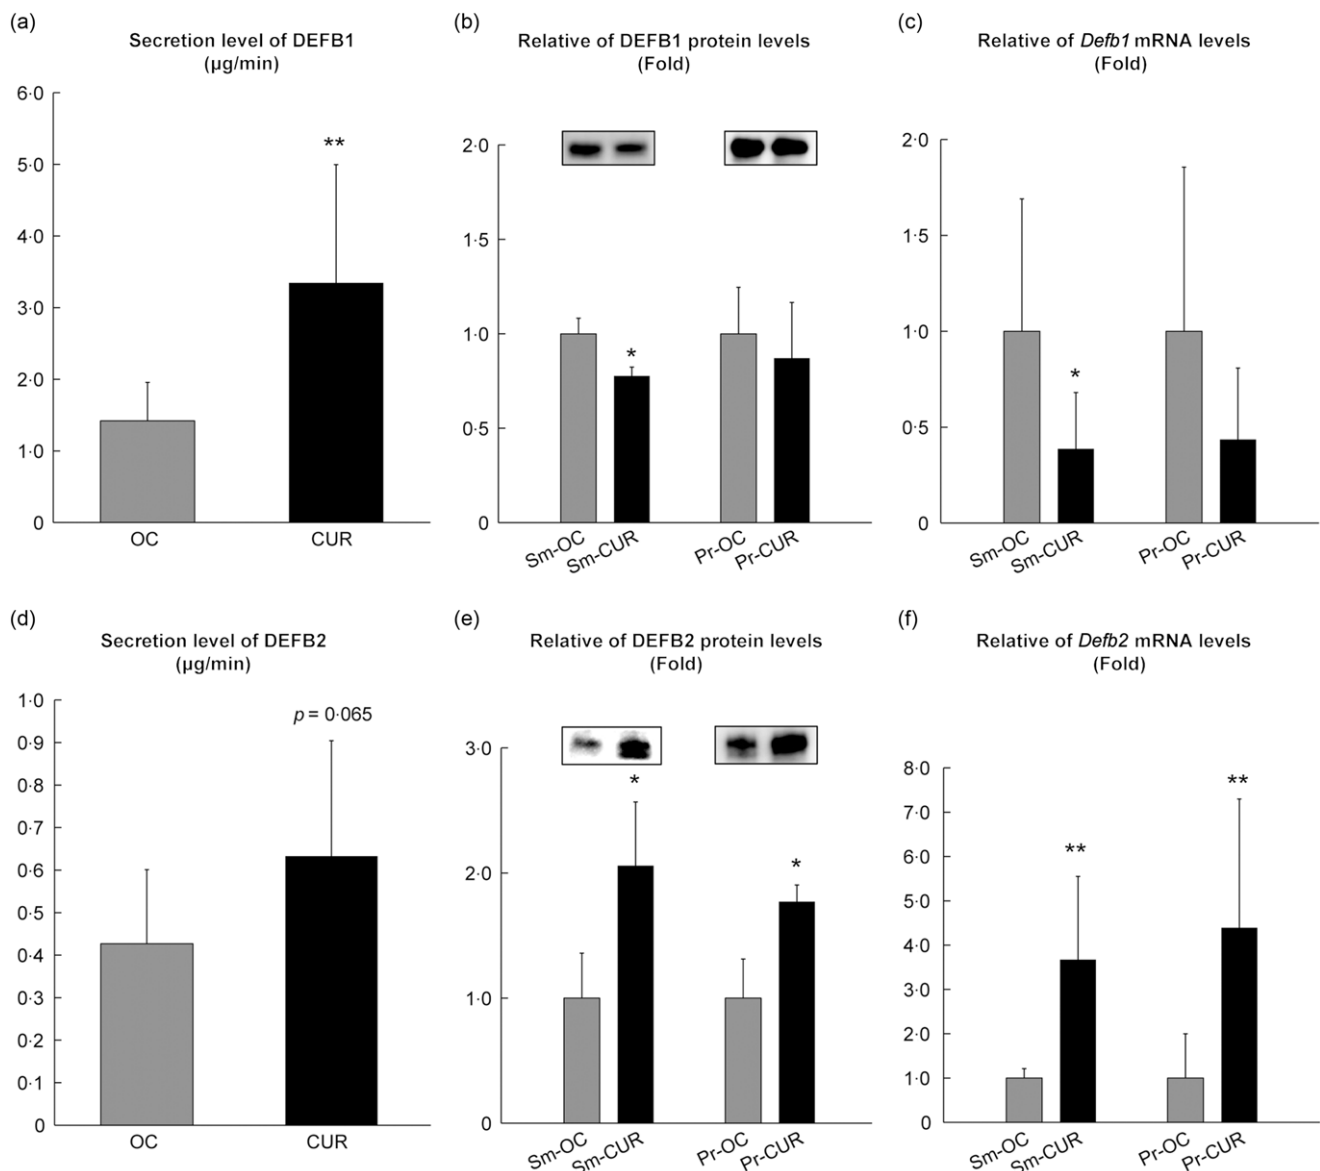 (a)
Secretion level of DEFB1
(µg/min)
6·0
5·0
4·0
3·0
2·0
1·0
0
**
OC
CUR
(b)
Relative of DEFB1 protein levels
(Fold)
2·0
1·5
1·0
0·5
0
*
Sm-OC
Sm-CUR
Pr-OC
Pr-CUR
(c)
Relative of Defb1 mRNA levels
(Fold)
2·0
1·5
1·0
0·5
0
*
Sm-OC
Sm-CUR
Pr-OC
Pr-CUR
(d)
Secretion level of DEFB2
(µg/min)
1·0
0·9
0·8
0·7
0·6
0·5
0·4
0·3
0·2
0·1
0
p = 0·065
OC
CUR
(e)
Relative of DEFB2 protein levels
(Fold)
3·0
2·0
1·0
0
*
*
Sm-OC
Sm-CUR
Pr-OC
Pr-CUR
(f)
Relative of Defb2 mRNA levels
(Fold)
8·0
7·0
6·0
5·0
4·0
3·0
2·0
1·0
0
**
**
Sm-OC
Sm-CUR
Pr-OC
Pr-CUR